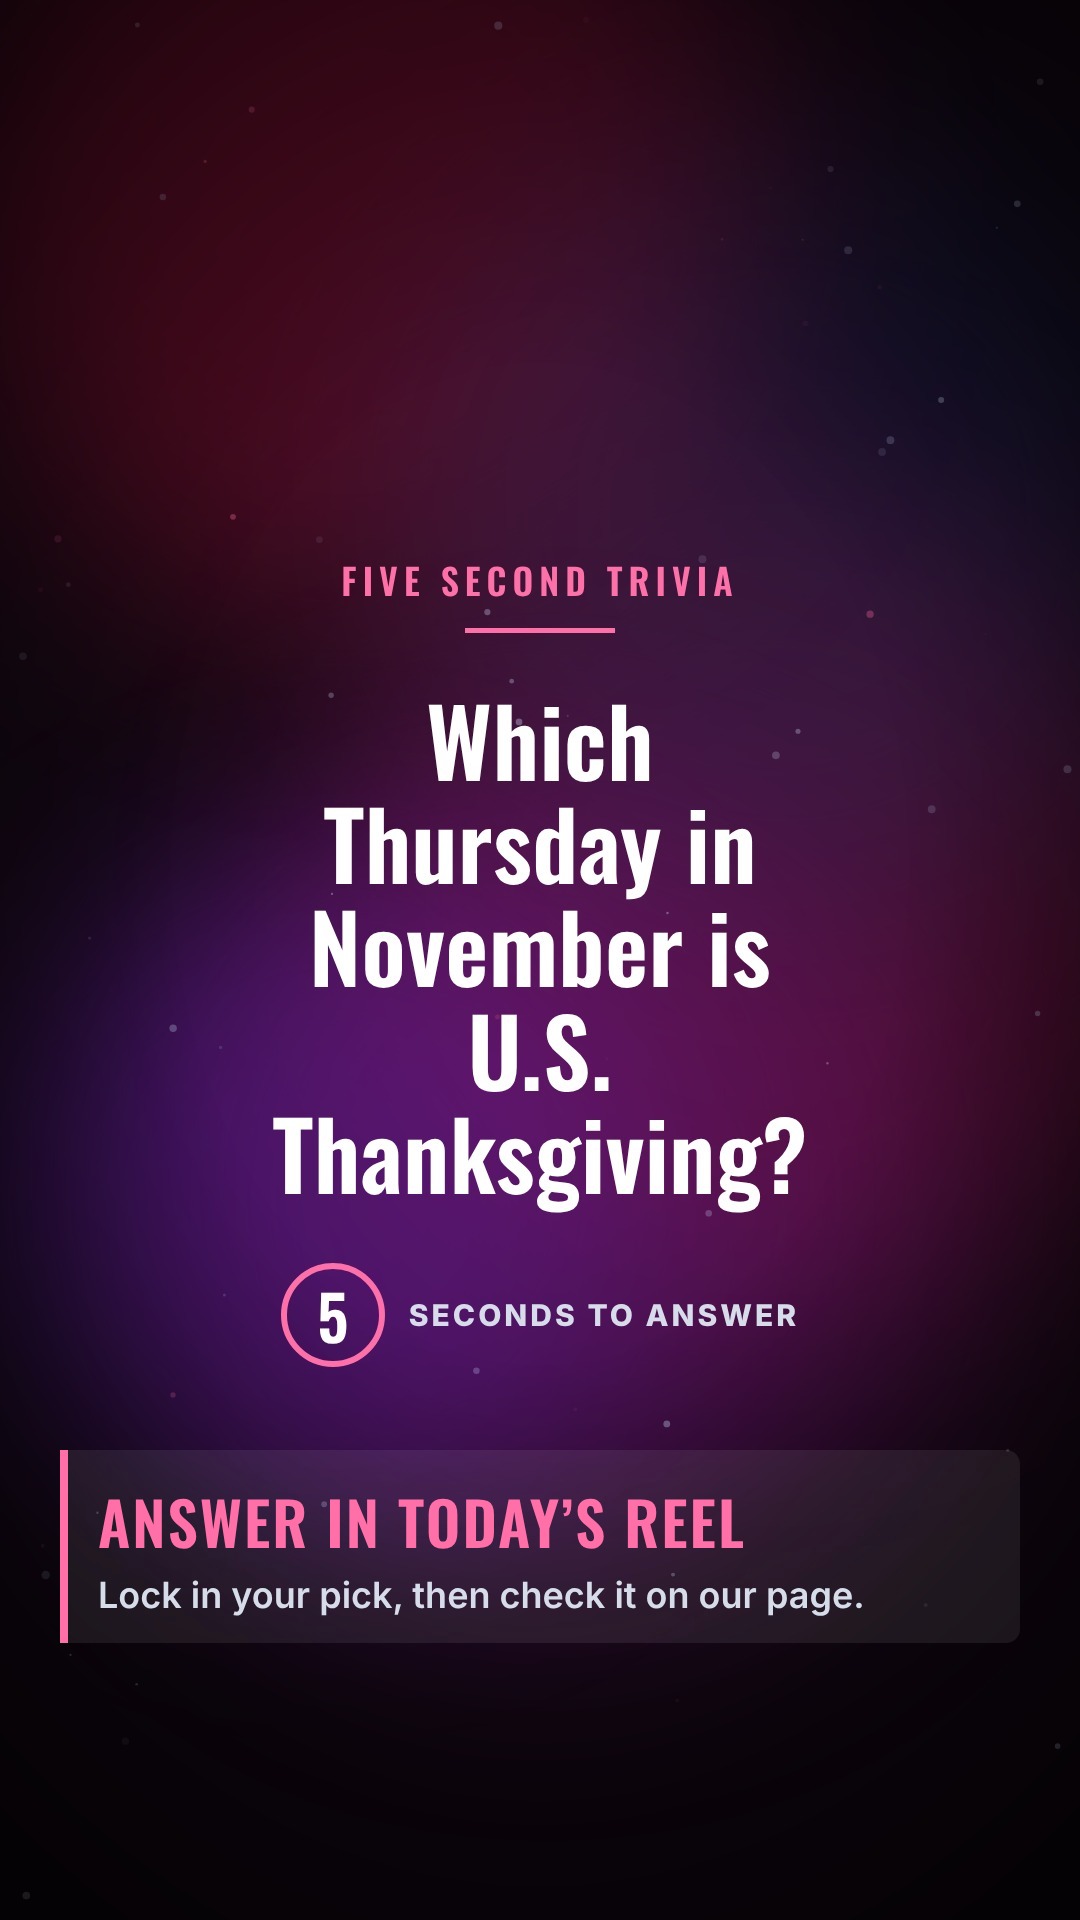 FIVE SECOND TRIVIA
Which
Thursday in
November is
U.S.
Thanksgiving?
5 SECONDS TO ANSWER
ANSWER IN TODAY’S REEL
Lock in your pick, then check it on our page.